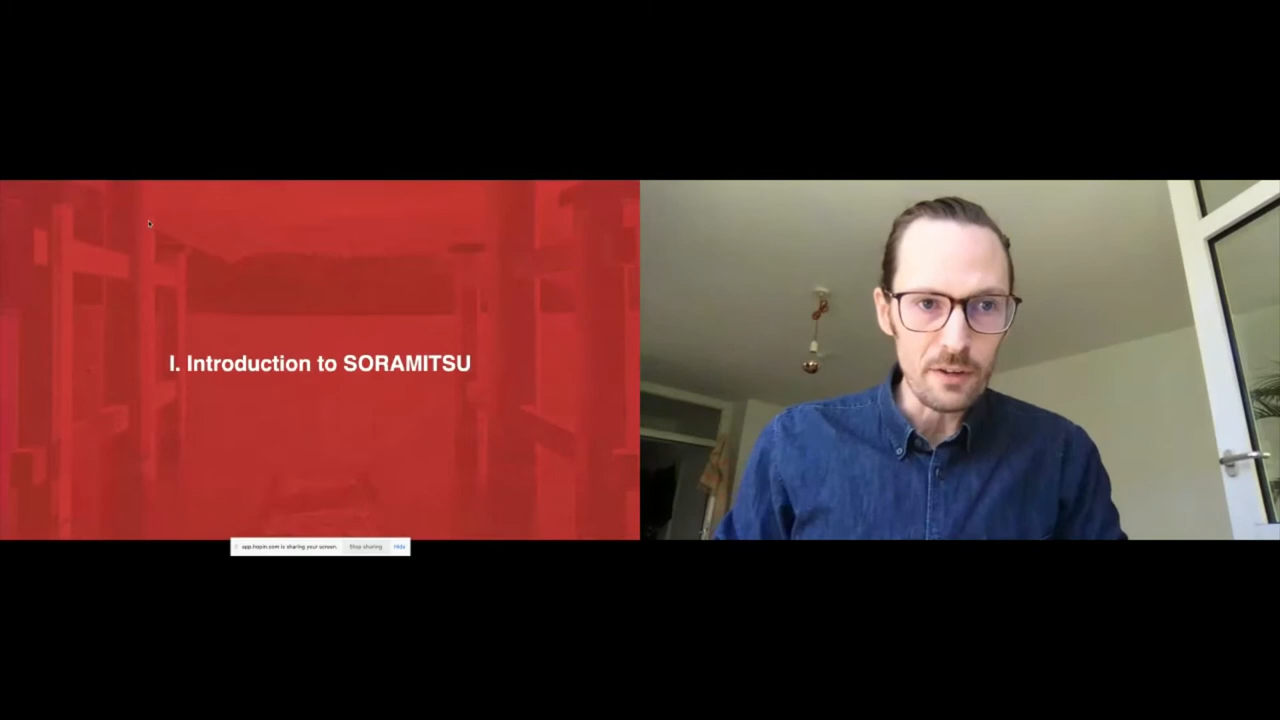 I. Introduction to SORAMITSU
app.hopin.com is sharing your screen. Stop sharing Hide